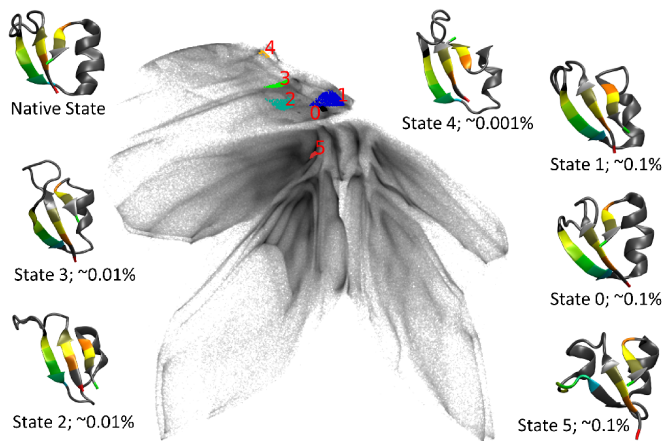 4
3
2
1
0
5
Native State
State 4; ~0.001%
State 1; ~0.1%
State 3; ~0.01%
State 0; ~0.1%
State 2; ~0.01%
State 5; ~0.1%